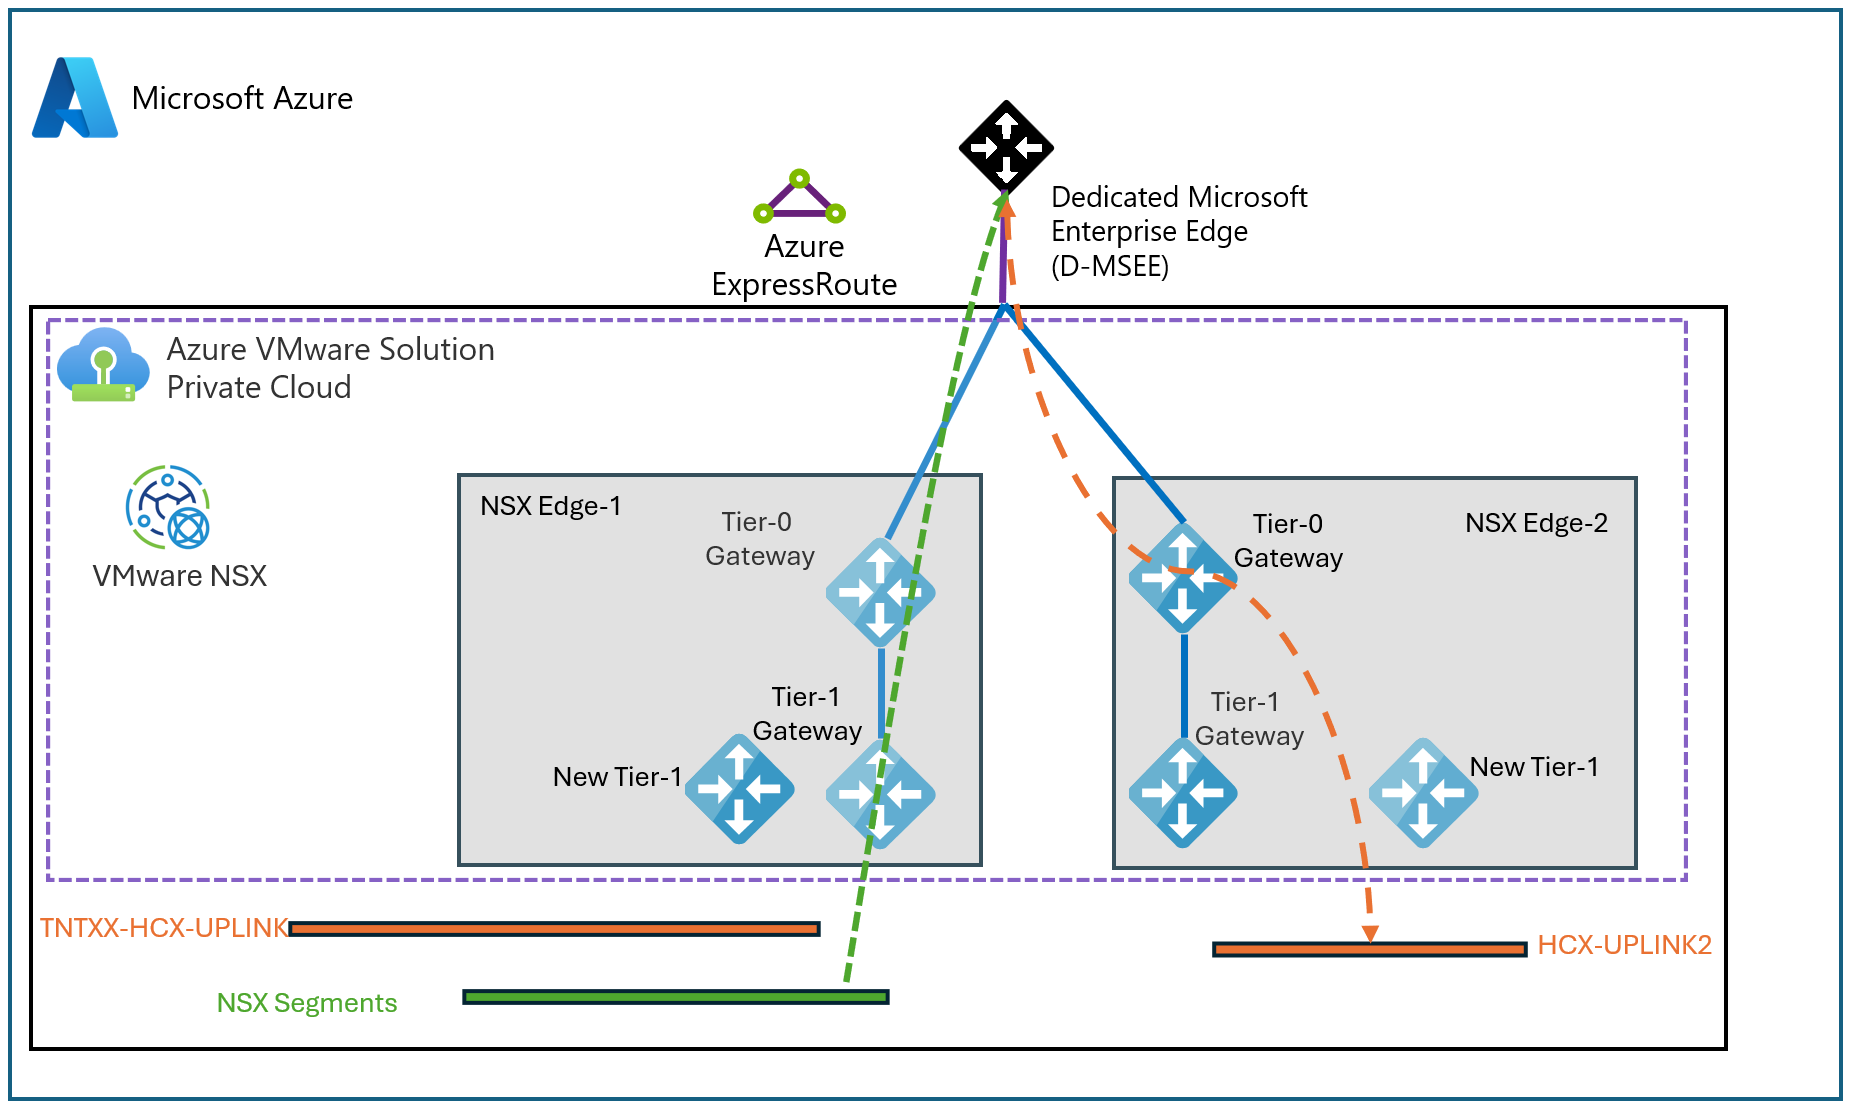 Microsoft Azure
Dedicated Microsoft
Enterprise Edge
(D-MSEE)
Azure
ExpressRoute
Azure VMware Solution
Private Cloud
VMware NSX
NSX Edge-1
Tier-0
Gateway
Tier-1
Gateway
New Tier-1
Tier-0
Gateway
NSX Edge-2
Tier-1
Gateway
New Tier-1
TNTXX-HCX-UPLINK
HCX-UPLINK2
NSX Segments